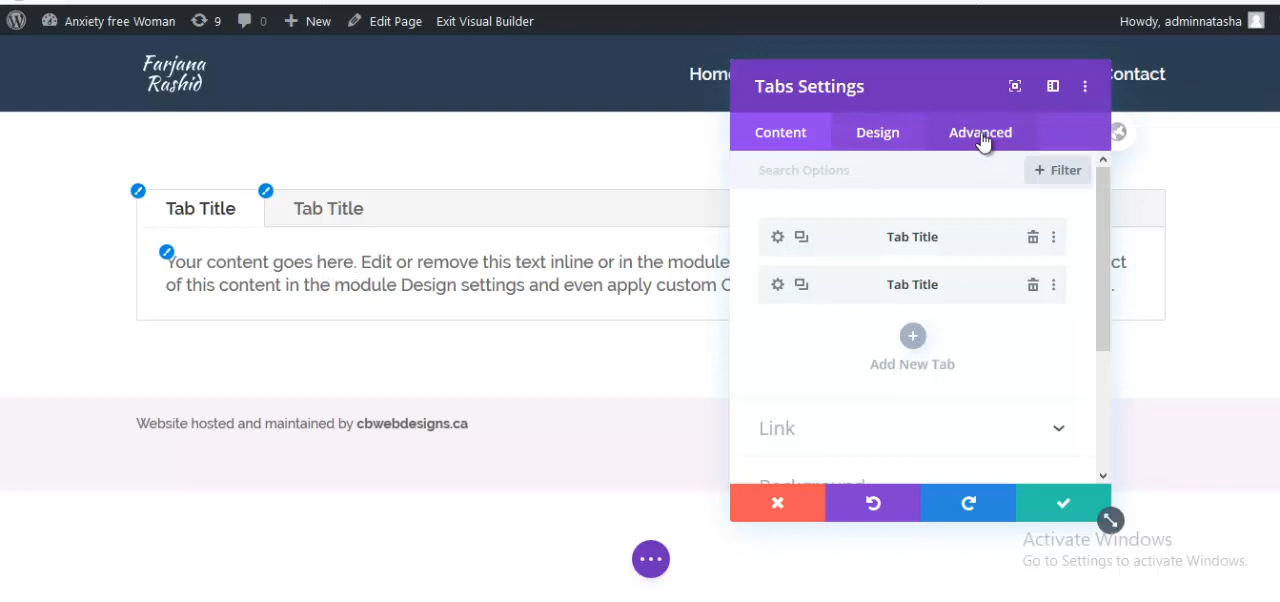 Anxiety free Woman 9 0 New Edit Page Exit Visual Builder Howdy, adminnatasha
Farjana
Rashid
Contact
Tabs Settings
Content Design Advanced
Search Options
Filter
Tab Title Tab Title
Tab Title
Tab Title
Your content goes here. Edit or remove this text inline or in the module
of this content in the module Design settings and even apply custom
Add New Tab
Link
Website hosted and maintained by cbwebdesigns.ca
Background
Activate Windows
Go to Settings to activate Windows.